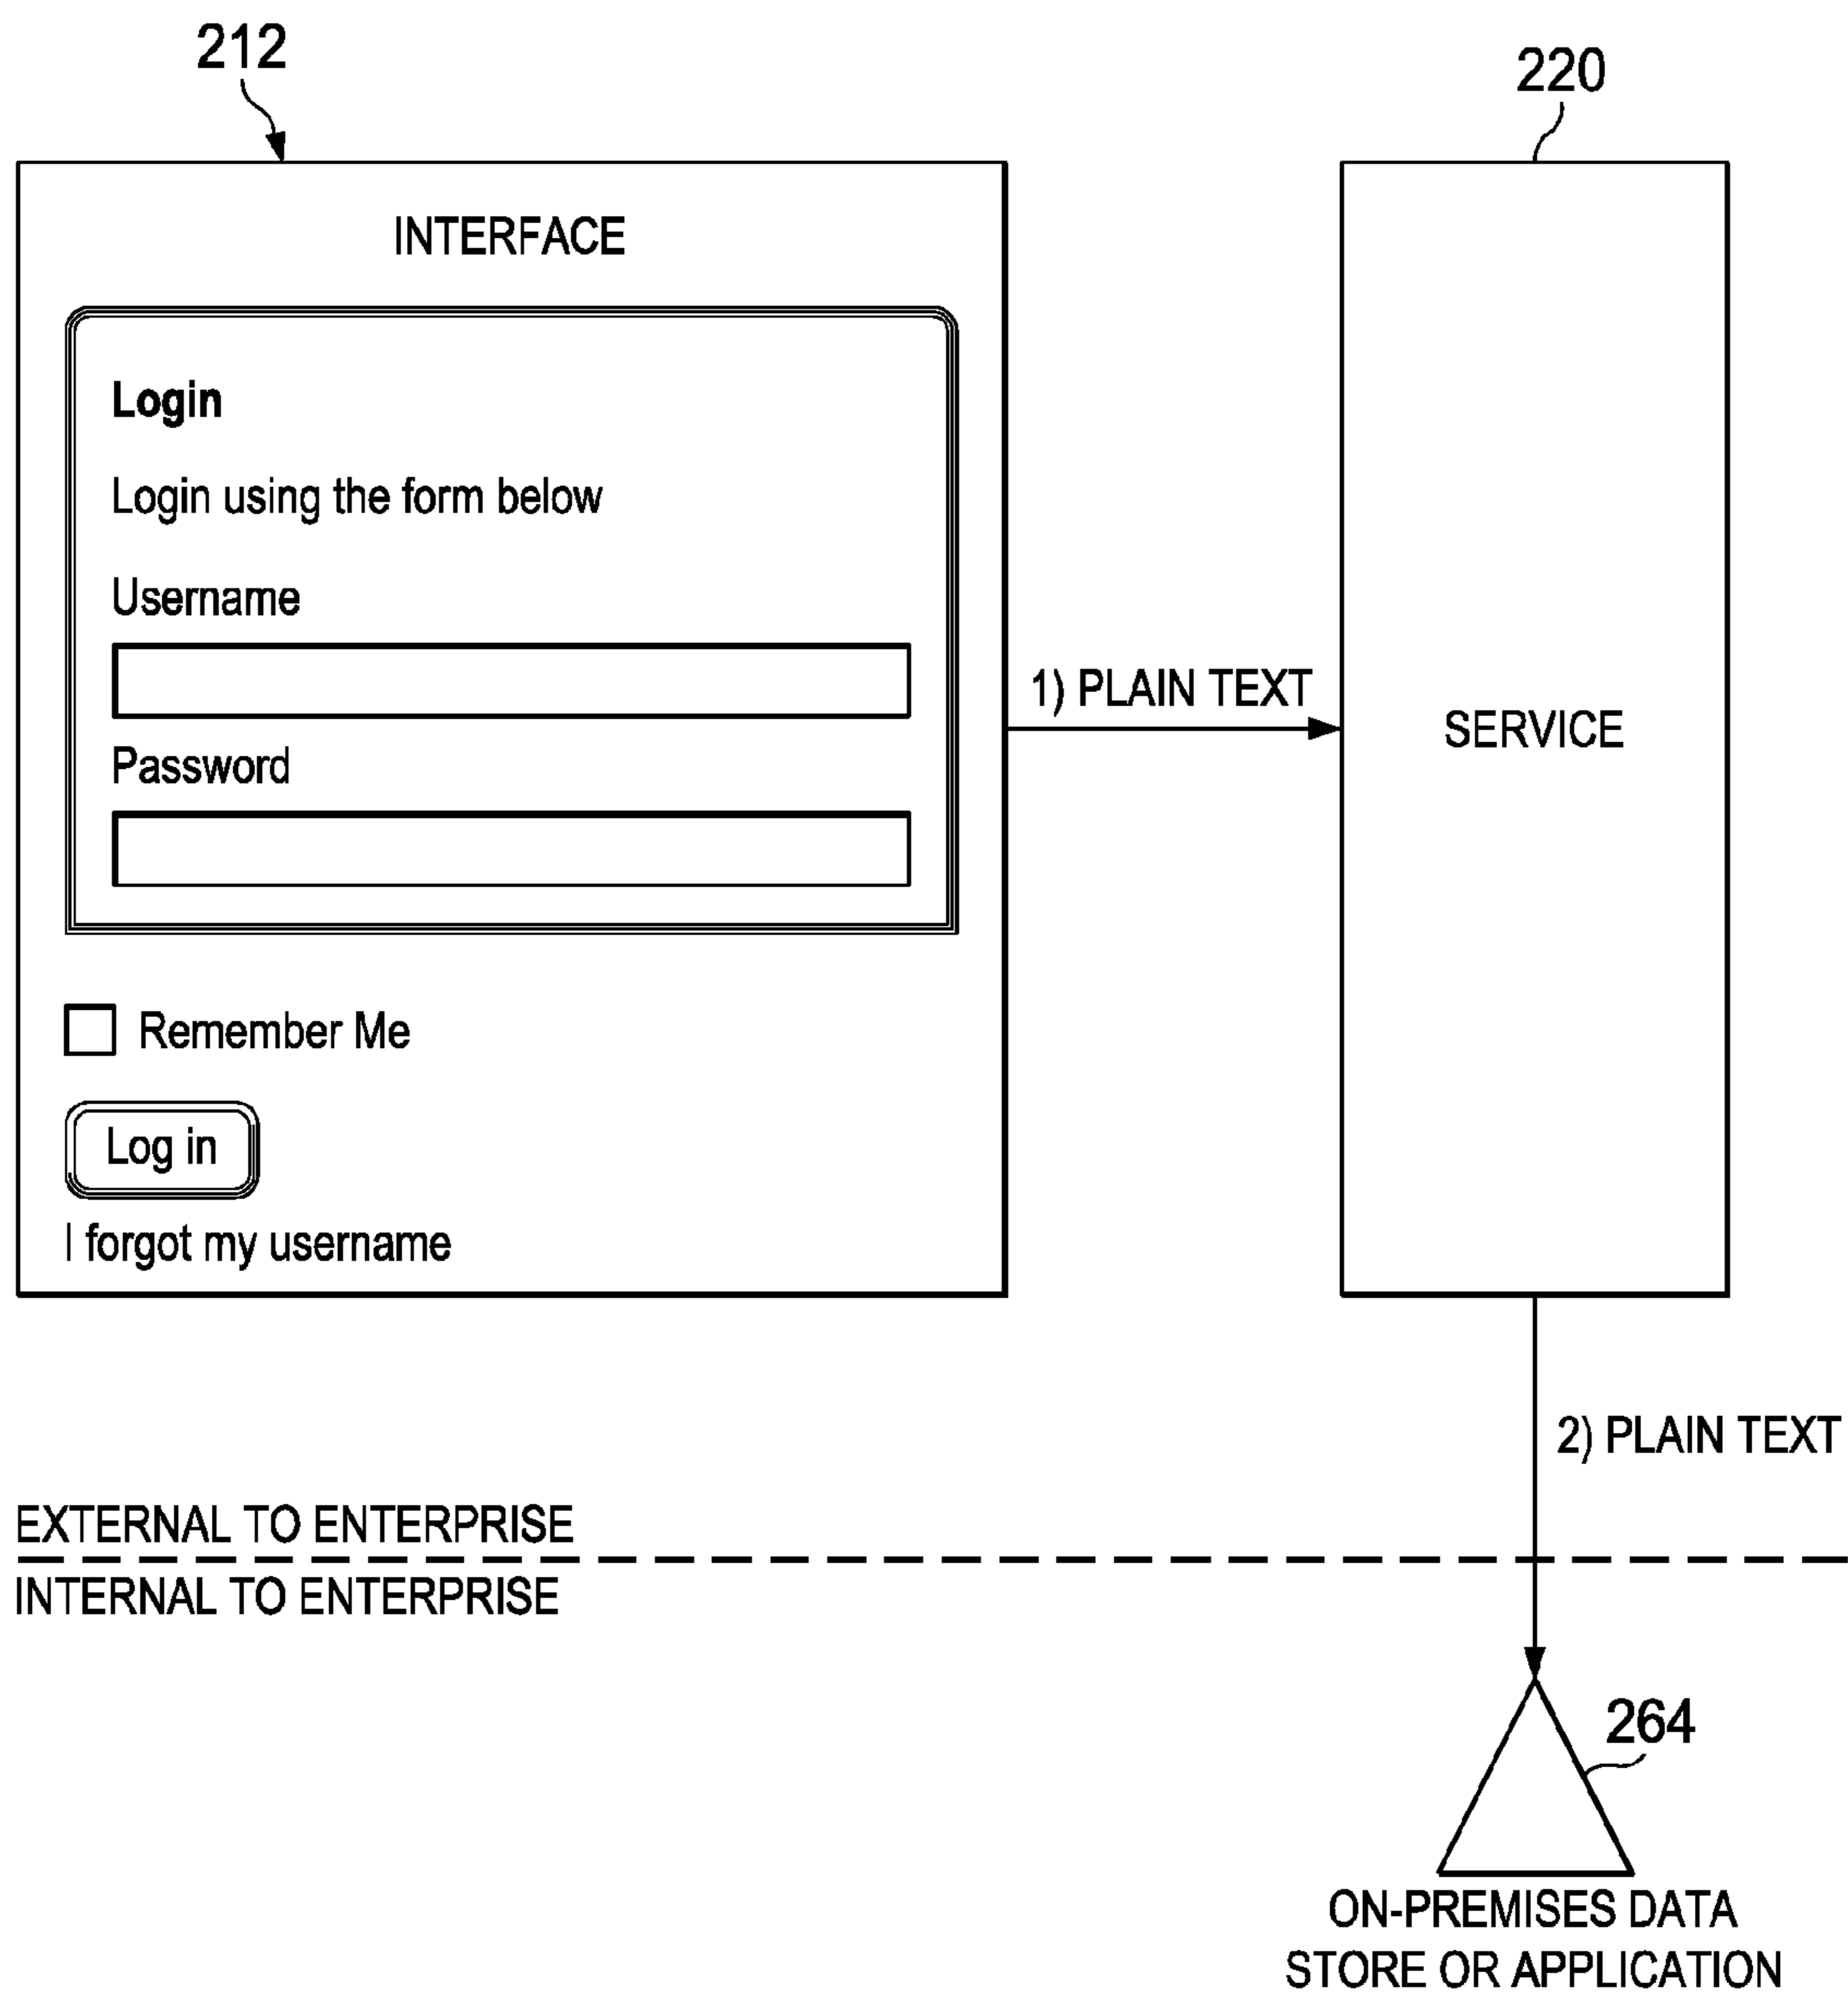 212
220
INTERFACE
Login
Login using the form below
Username
Password
Remember Me
Log in
I forgot my username
1) PLAIN TEXT
SERVICE
2) PLAIN TEXT
EXTERNAL TO ENTERPRISE
INTERNAL TO ENTERPRISE
264
ON-PREMISES DATA
STORE OR APPLICATION